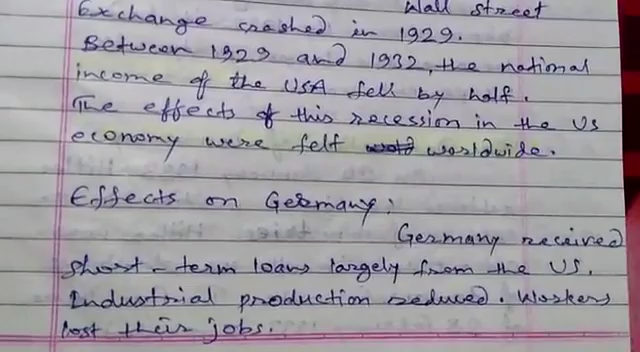 Wall Street
Exchange crashed in 1929.
Between 1929 and 1932, the national
income of the USA fell by half.
The effects of this recession in the US
economy were felt worldwide.
Effects on Germany:
Germany received
short-term loans largely from the US.
Industrial production reduced. Workers
lost their jobs.